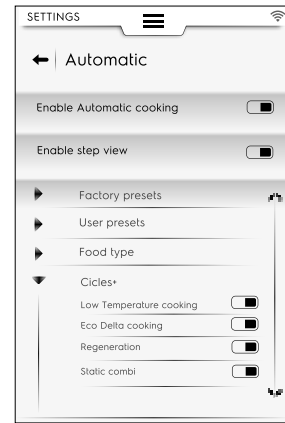 SETTINGS
Automatic
Enable Automatic cooking
Enable step view
Factory presets
User presets
Food type
Cicles+
Low Temperature cooking
Eco Delta cooking
Regeneration
Static combi